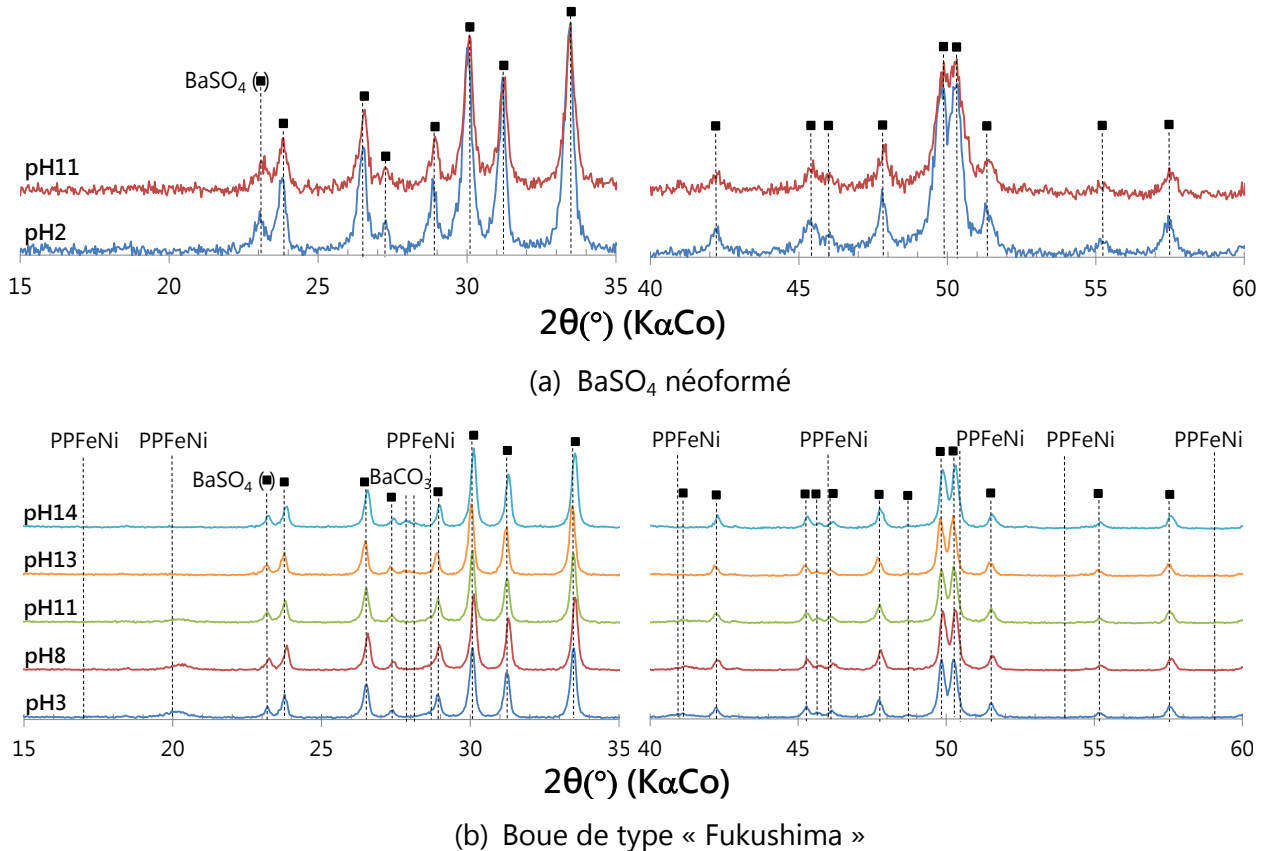 BaSO₄ (▪)
pH11
pH2
15 20 25 30 35 40 45 50 55 60
2θ(°) (KαCo)
(a) BaSO₄ néoformé
PPFeNi PPFeNi PPFeNi PPFeNi PPFeNi PPFeNi PPFeNi PPFeNi
BaSO₄ (▪) BaCO₃
pH14
pH13
pH11
pH8
pH3
15 20 25 30 35 40 45 50 55 60
2θ(°) (KαCo)
(b) Boue de type « Fukushima »